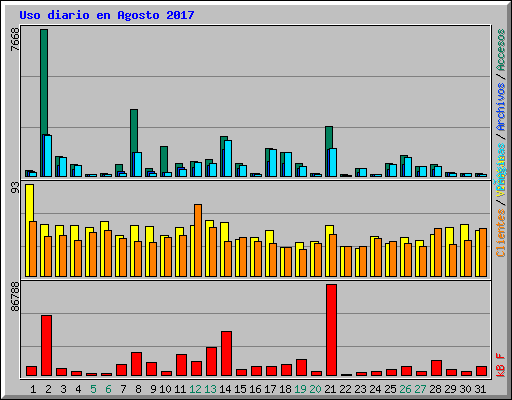 Uso diario en Agosto 2017
7668
93
86788
Clientes /
/ Archivos / Accesos
kB F
1 2 3 4 5 6 7 8 9 10 11 12 13 14 15 16 17 18 19 20 21 22 23 24 25 26 27 28 29 30 31